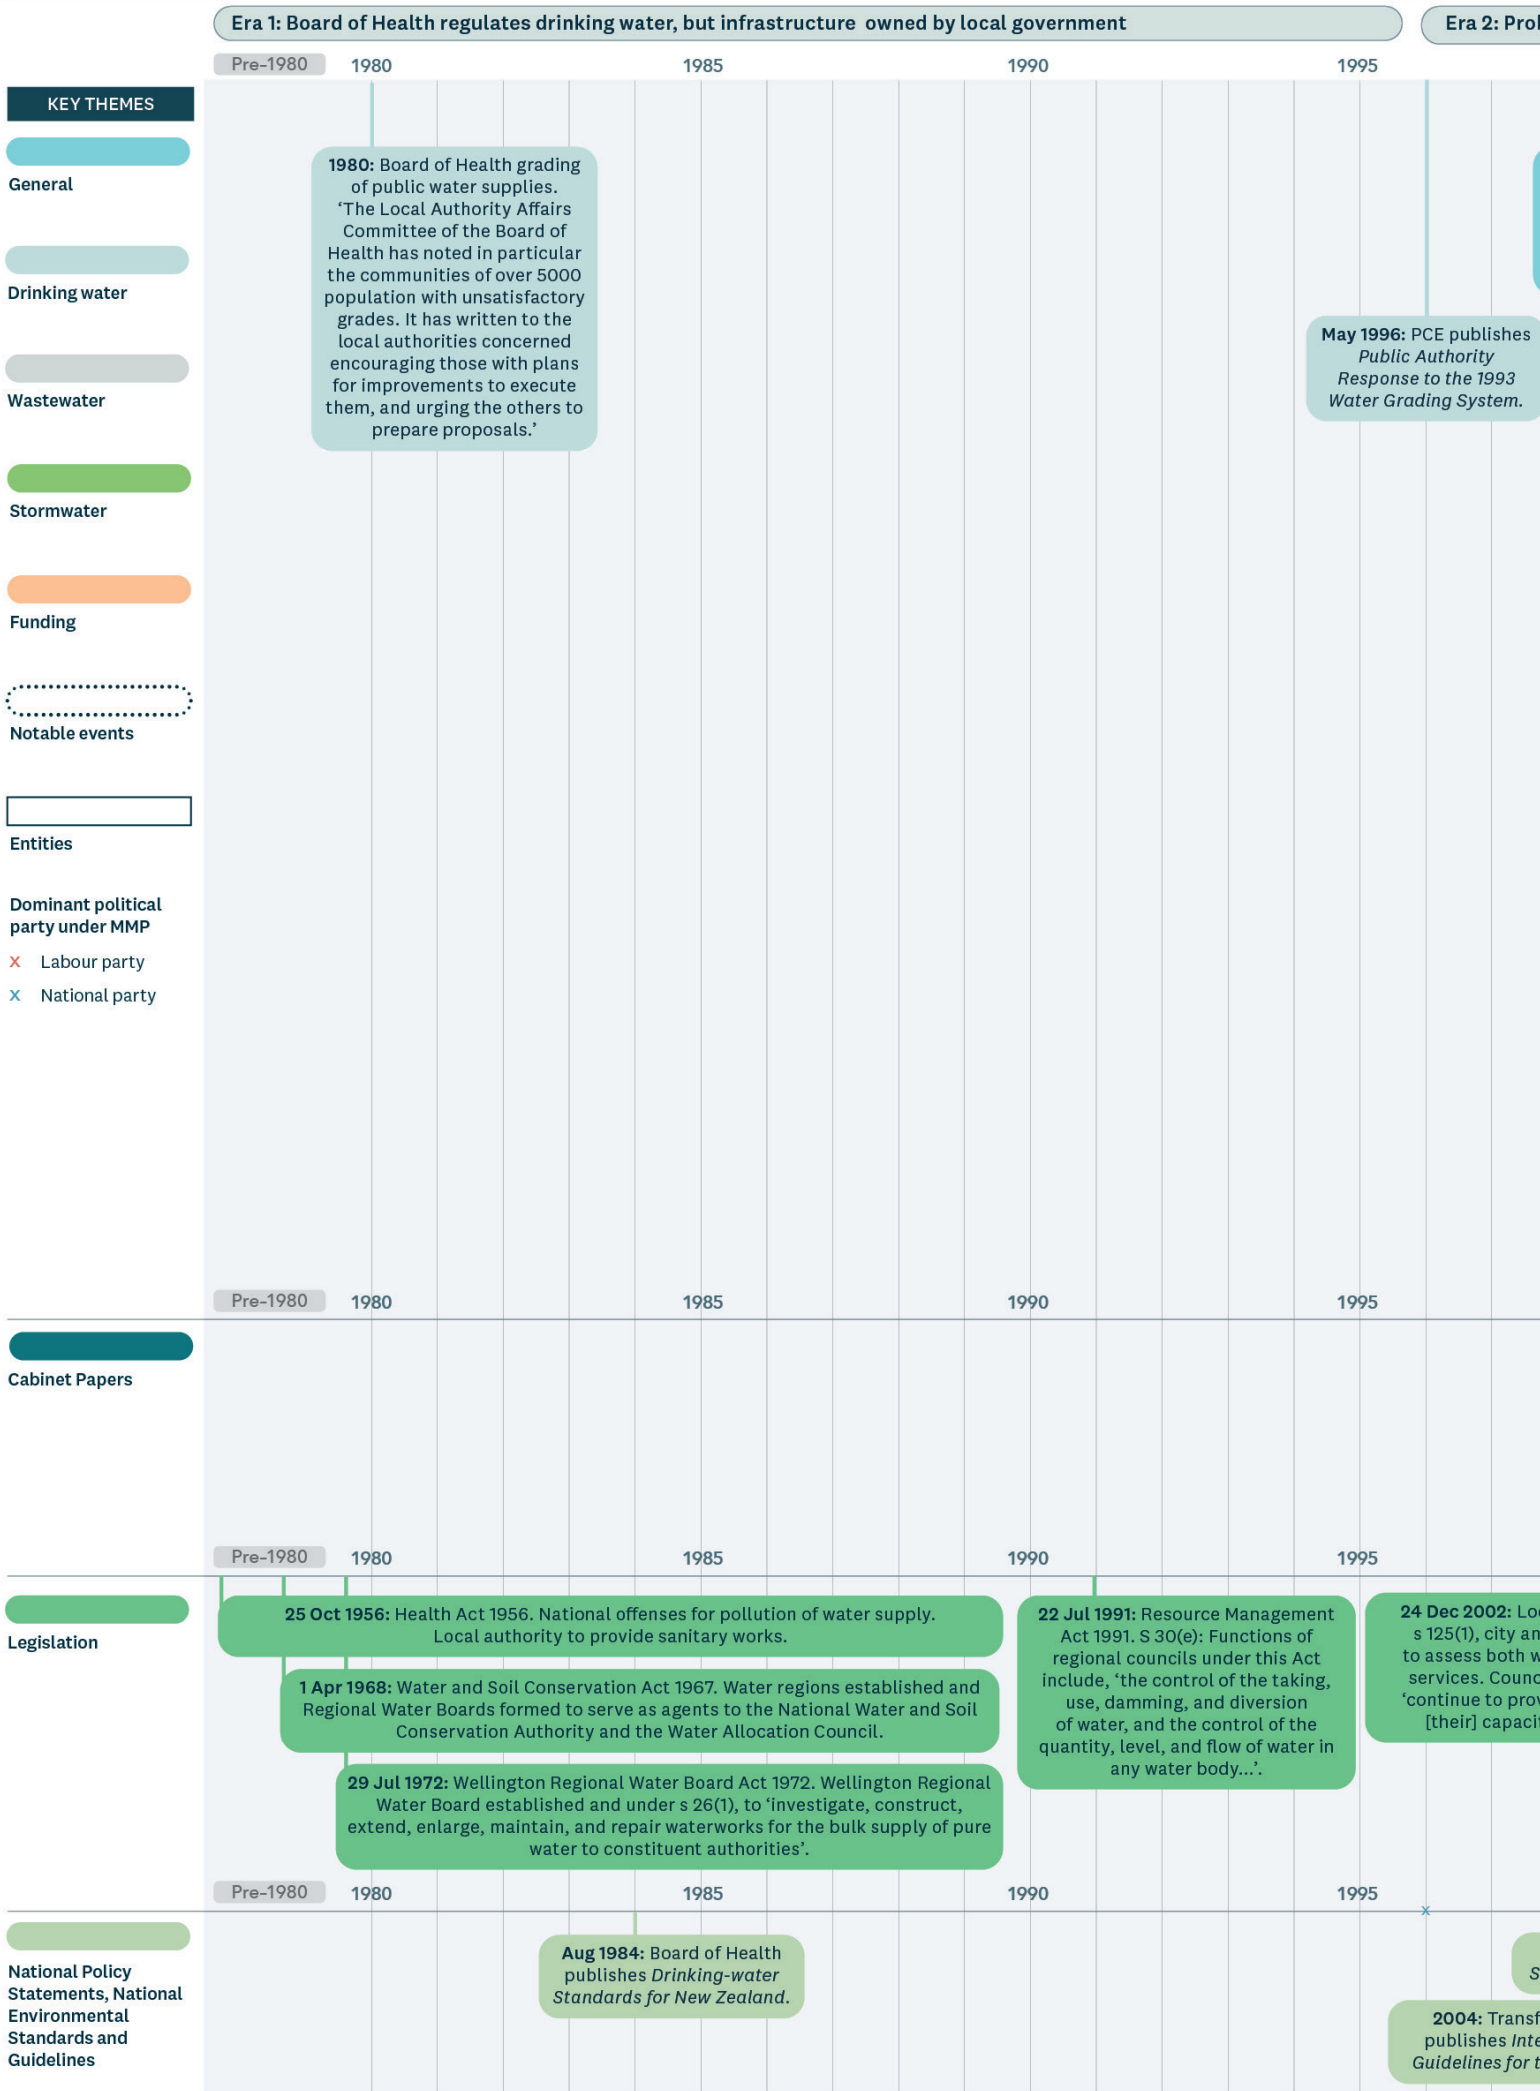 Era 1: Board of Health regulates drinking water, but infrastructure owned by local government
Era 2:
Pre-1980 1980 1985 1990 1995
KEY THEMES
General
Drinking water
Wastewater
Stormwater
Funding
Notable events
Entities
Dominant political
party under MMP
x Labour party
x National party
1980: Board of Health grading
of public water supplies.
‘The Local Authority Affairs
Committee of the Board of
Health has noted in particular
the communities of over 5000
population with unsatisfactory
grades. It has written to the
local authorities concerned
encouraging those with plans
for improvements to execute
them, and urging the others to
prepare proposals.’
May 1996: PCE publishes
Public Authority
Response to the 1993
Water Grading System.
Pre-1980 1980 1985 1990 1995
Cabinet Papers
Pre-1980 1980 1985 1990 1995
Legislation
25 Oct 1956: Health Act 1956. National offenses for pollution of water supply.
Local authority to provide sanitary works.
1 Apr 1968: Water and Soil Conservation Act 1967. Water regions established and
Regional Water Boards formed to serve as agents to the National Water and Soil
Conservation Authority and the Water Allocation Council.
29 Jul 1972: Wellington Regional Water Board Act 1972. Wellington Regional
Water Board established and under s 26(1), to ‘investigate, construct,
extend, enlarge, maintain, and repair waterworks for the bulk supply of pure
water to constituent authorities’.
22 Jul 1991: Resource Management
Act 1991. S 30(e): Functions of
regional councils under this Act
include, ‘the control of the taking,
use, damming, and diversion
of water, and the control of the
quantity, level, and flow of water in
any water body...’.
24 Dec 2002:
s 125(1), city
to assess both
services.
‘continue to
[their]
Pre-1980 1980 1985 1990 1995
x
National Policy
Statements, National
Environmental
Standards and
Guidelines
Aug 1984: Board of Health
publishes Drinking-water
Standards for New Zealand.
2004:
publishes
Guidelines for